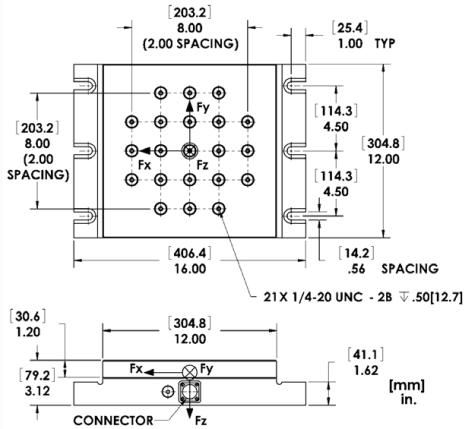 [203.2]
8.00
(2.00 SPACING)
[25.4]
1.00 TYP
[203.2]
8.00
(2.00
SPACING)
Fy
Fx
Fz
[114.3]
4.50
[304.8]
12.00
[114.3]
4.50
[406.4]
16.00
[14.2]
.56 SPACING
21X 1/4-20 UNC - 2B ↧ .50[12.7]
[30.6]
1.20
[304.8]
12.00
[79.2]
3.12
Fx
Fy
Fz
CONNECTOR
[41.1]
1.62
[mm]
in.